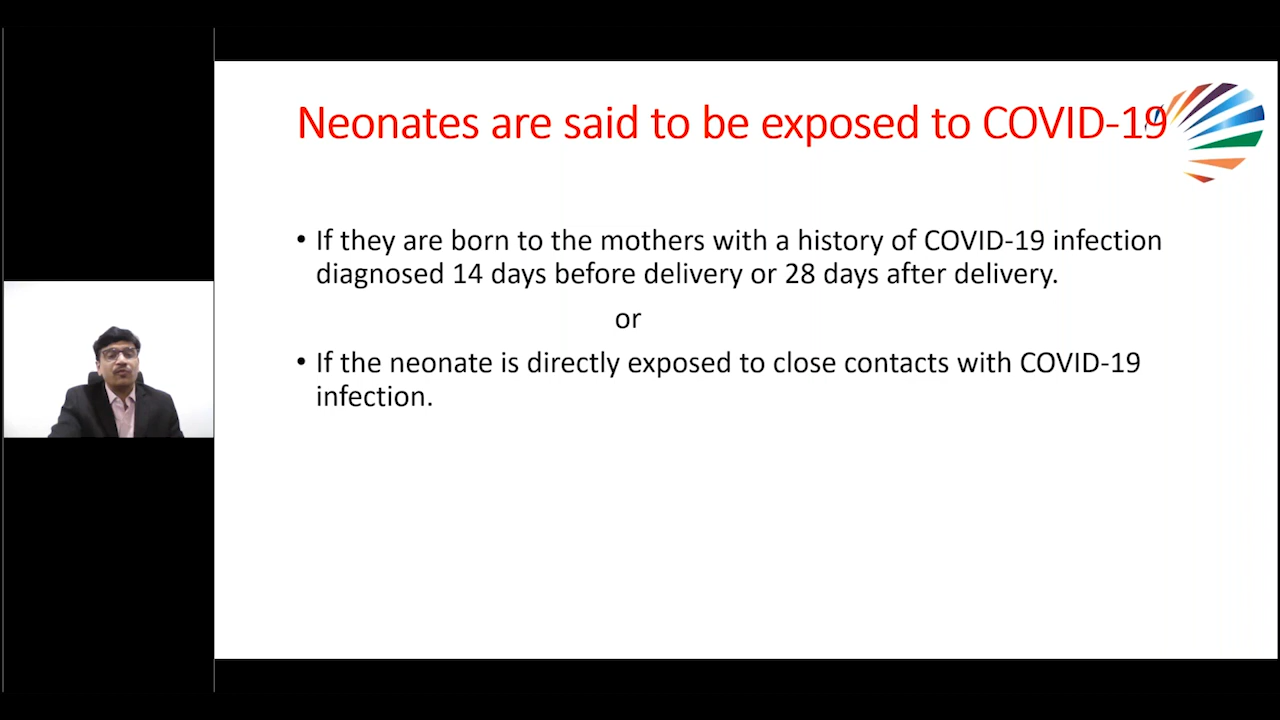 Neonates are said to be exposed to COVID-19
• If they are born to the mothers with a history of COVID-19 infection
diagnosed 14 days before delivery or 28 days after delivery.
or
• If the neonate is directly exposed to close contacts with COVID-19
infection.